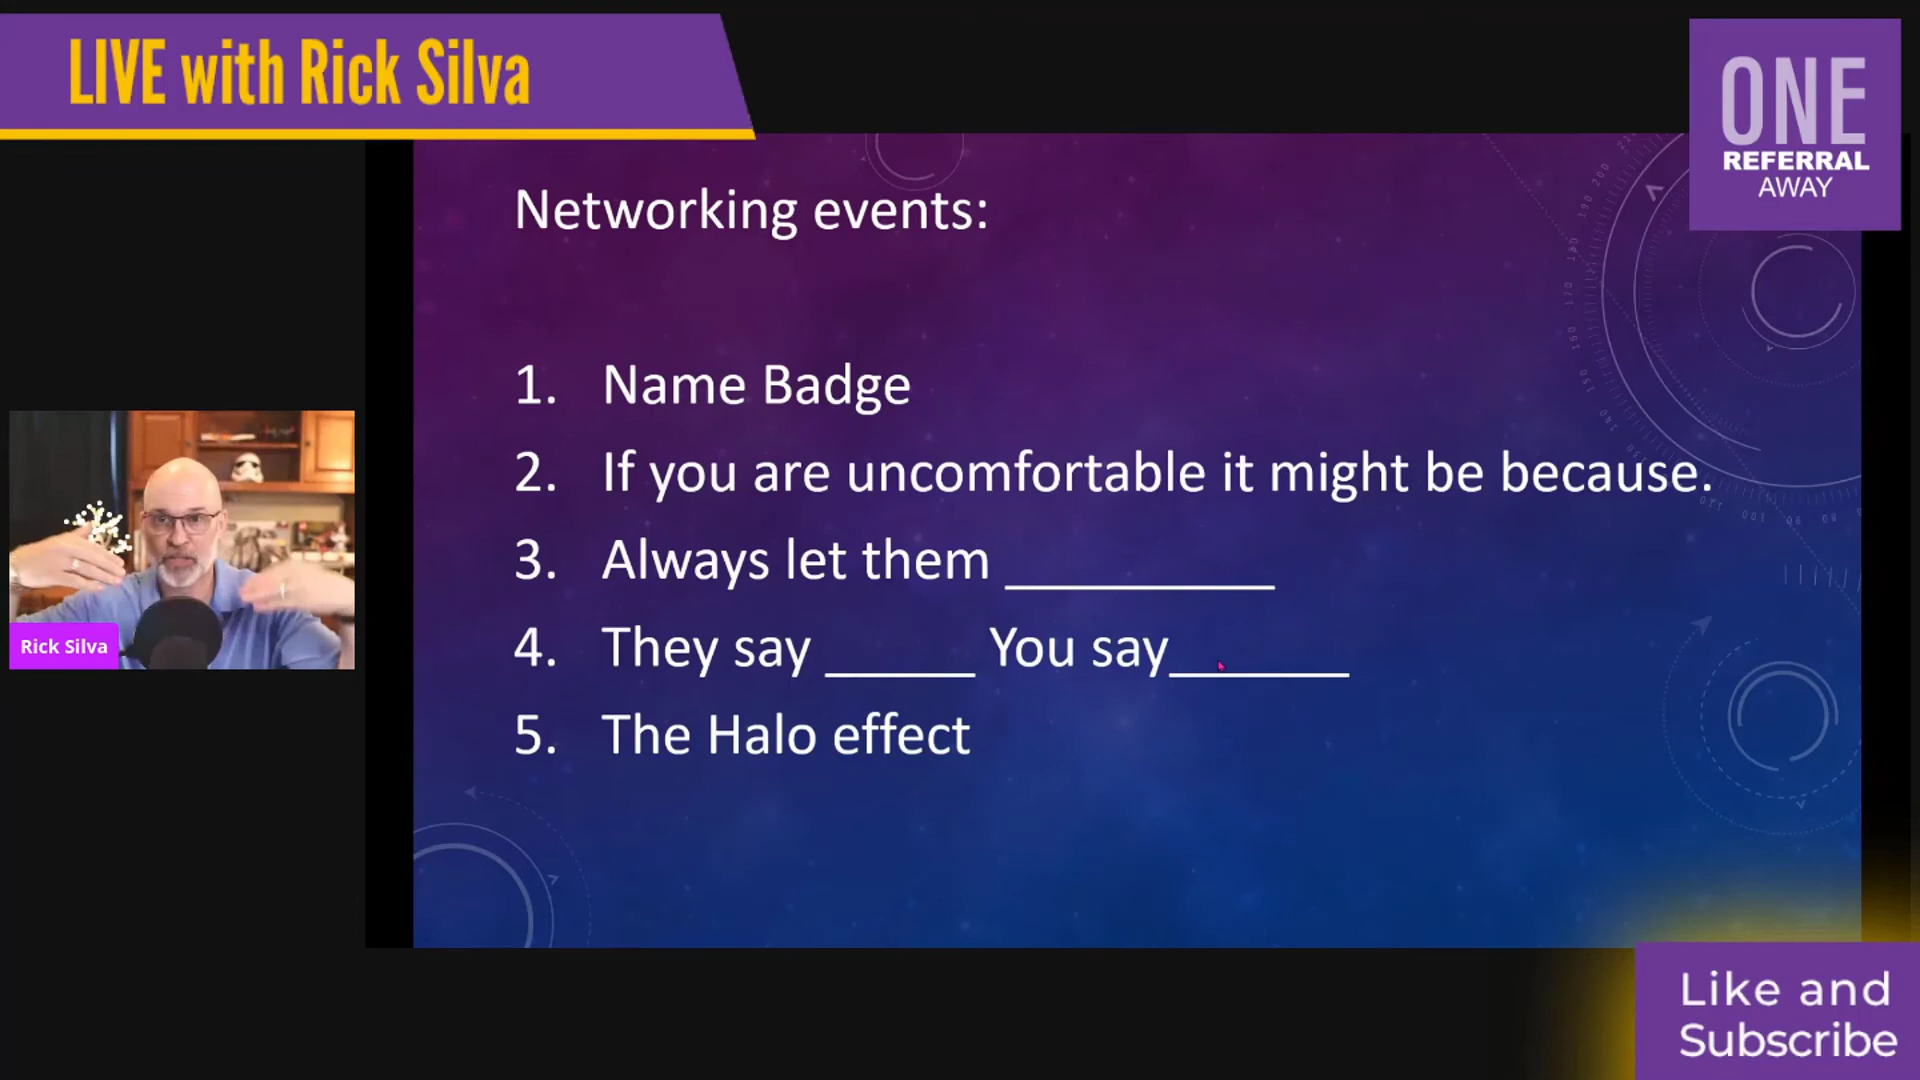 LIVE with Rick Silva
ONE
REFERRAL
AWAY
Networking events:
1. Name Badge
2. If you are uncomfortable it might be because.
3. Always let them __________
4. They say _____ You say______
5. The Halo effect
Rick Silva
Like and
Subscribe